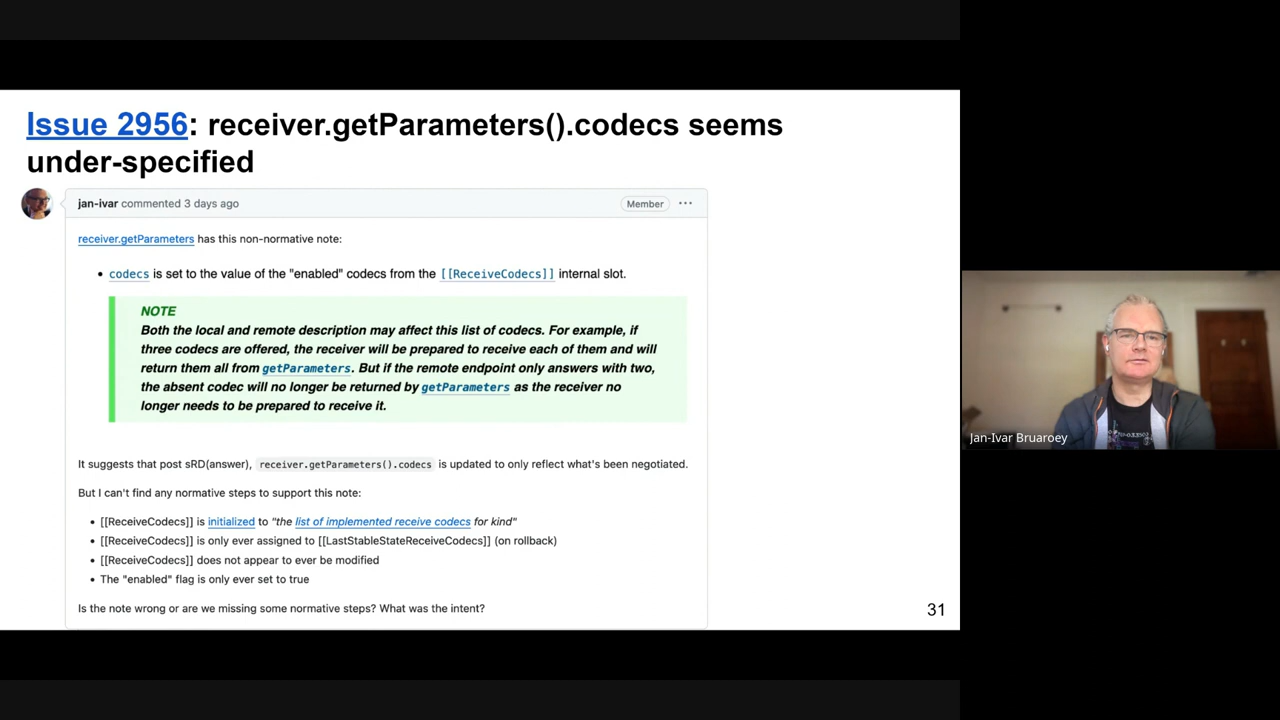 Issue 2956: receiver.getParameters().codecs seems
under-specified
jan-ivar commented 3 days ago
Member
receiver.getParameters has this non-normative note:
• codecs is set to the value of the "enabled" codecs from the [[ReceiveCodecs]] internal slot.
NOTE
Both the local and remote description may affect this list of codecs. For example, if
three codecs are offered, the receiver will be prepared to receive each of them and will
return them all from getParameters. But if the remote endpoint only answers with two,
the absent codec will no longer be returned by getParameters as the receiver no
longer needs to be prepared to receive it.
It suggests that post sRD(answer), receiver.getParameters().codecs is updated to only reflect what's been negotiated.
But I can't find any normative steps to support this note:
• [[ReceiveCodecs]] is initialized to "the list of implemented receive codecs for kind"
• [[ReceiveCodecs]] is only ever assigned to [[LastStableStateReceiveCodecs]] (on rollback)
• [[ReceiveCodecs]] does not appear to ever be modified
• The "enabled" flag is only ever set to true
Is the note wrong or are we missing some normative steps? What was the intent?
31
Jan-Ivar Bruaroey